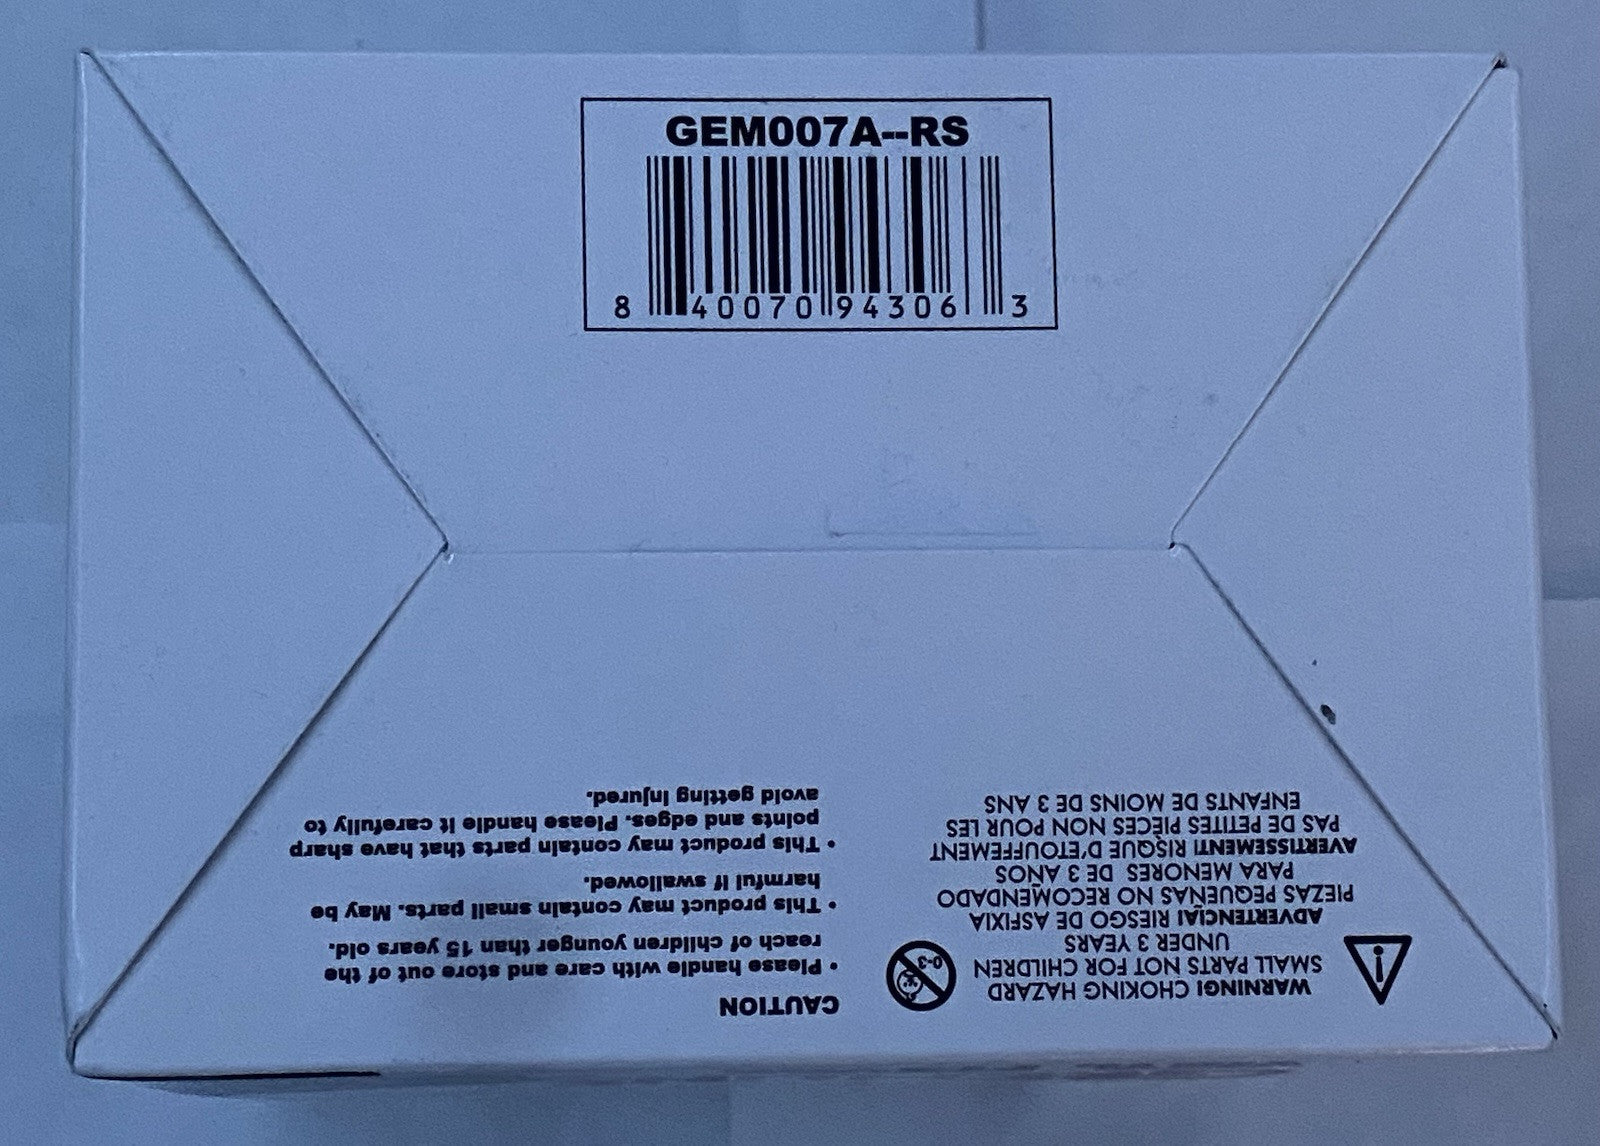 GEM007A--RS
8 40070 94306 3
WARNING! CHOKING HAZARD
SMALL PARTS NOT FOR CHILDREN
UNDER 3 YEARS
ADVERTENCIA! RIESGO DE ASFIXIA
PIEZAS PEQUEÑAS NO RECOMENDADO
PARA MENORES DE 3 AÑOS
AVERTISSEMENT! RISQUE D'ETOUFFEMENT
PAS DE PETITES PIÈCES NON POUR LES
ENFANTS DE MOINS DE 3 ANS
0-3
CAUTION
• Please handle with care and store out of the
reach of children younger than 15 years old.
• This product may contain small parts. May be
harmful if swallowed.
• This product may contain parts that have sharp
points and edges. Please handle it carefully to
avoid getting injured.